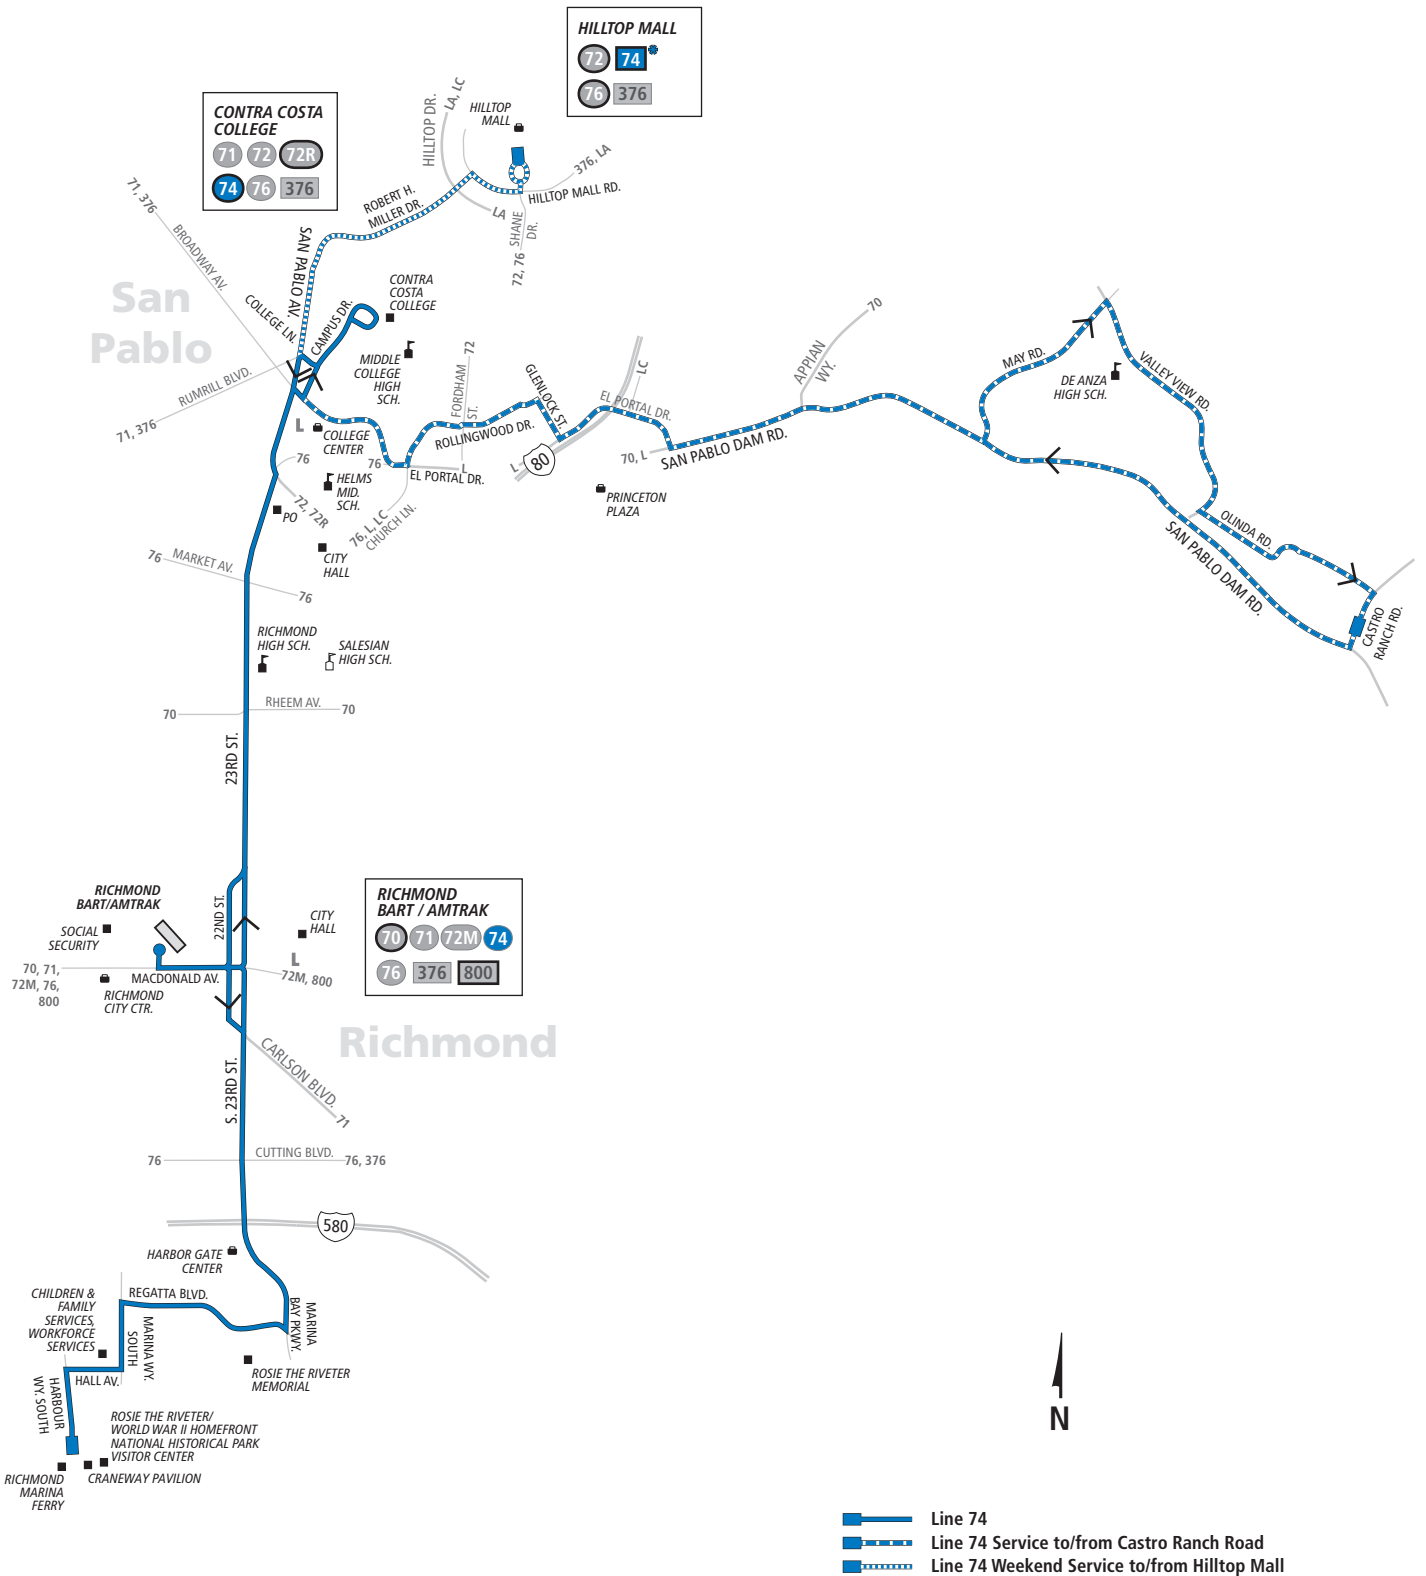 HILLTOP MALL
72 74
76 376
CONTRA COSTA
COLLEGE
71 72 72R
74 76 376
HILLTOP DR.
LA, LC
HILLTOP
MALL
376, LA
HILLTOP MALL RD.
LA
SHANE
DR.
72, 76
ROBERT H.
MILLER DR.
71, 376
BROADWAY AV.
SAN PABLO AV.
San
Pablo
COLLEGE LN.
CAMPUS DR.
CONTRA
COSTA
COLLEGE
MIDDLE
COLLEGE
HIGH
SCH.
RUMRILL BLVD.
71, 376
L
COLLEGE
CENTER
72
FORDHAM
ST.
GLENLOCK ST.
ROLLINGWOOD DR.
LC
EL PORTAL DR.
L
80
70, L
SAN PABLO DAM RD.
APPIAN
WY.
70
MAY RD.
DE ANZA
HIGH SCH.
VALLEY VIEW RD.
OLINDA RD.
SAN PABLO DAM RD.
CASTRO
RANCH RD.
76
76
L
EL PORTAL DR.
HELMS
MID.
SCH.
72, 72R
PO
76, L, LC
CHURCH LN.
PRINCETON
PLAZA
CITY
HALL
76
MARKET AV.
76
RICHMOND
HIGH SCH.
SALESIAN
HIGH SCH.
70
RHEEM AV.
70
23RD ST.
RICHMOND
BART/AMTRAK
SOCIAL
SECURITY
22ND ST.
CITY
HALL
L
RICHMOND
BART / AMTRAK
70 71 72M 74
76 376 800
70, 71,
72M, 76,
800
MACDONALD AV.
72M, 800
RICHMOND
CITY CTR.
Richmond
S. 23RD ST.
CARLSON BLVD.
71
76
CUTTING BLVD.
76, 376
580
HARBOR GATE
CENTER
CHILDREN &
FAMILY
SERVICES,
WORKFORCE
SERVICES
REGATTA BLVD.
MARINA
BAY PKWY.
MARINA WY.
SOUTH
HALL AV.
ROSIE THE RIVETER
MEMORIAL
HARBOUR
WY. SOUTH
ROSIE THE RIVETER/
WORLD WAR II HOMEFRONT
NATIONAL HISTORICAL PARK
VISITOR CENTER
CRANEWAY PAVILION
RICHMOND
MARINA
FERRY
N
Line 74
Line 74 Service to/from Castro Ranch Road
Line 74 Weekend Service to/from Hilltop Mall